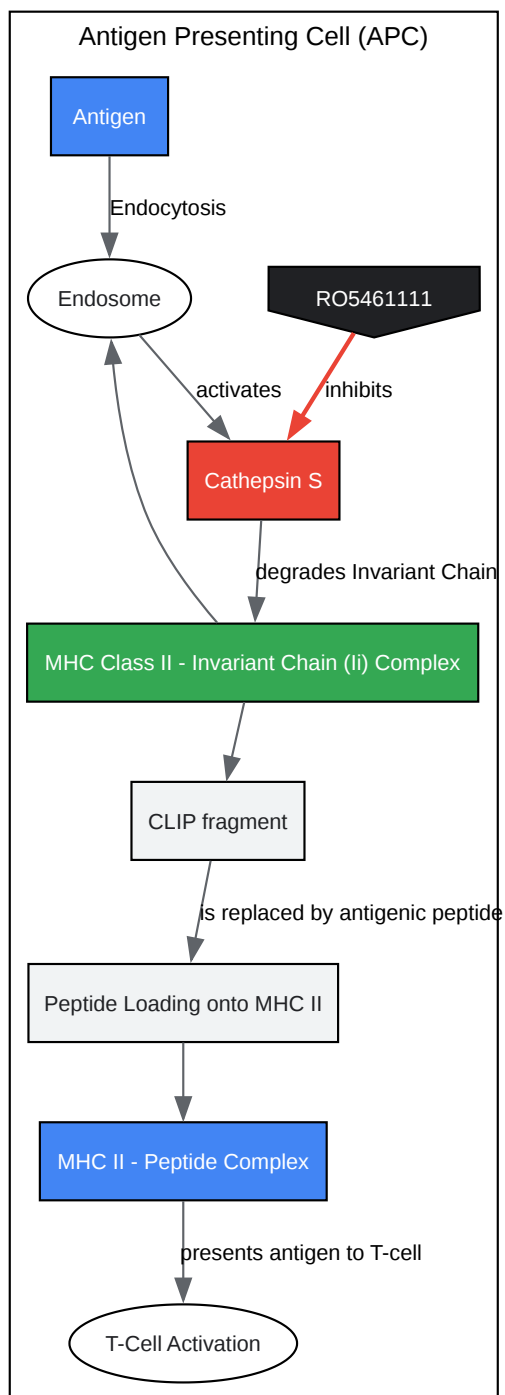 Antigen Presenting Cell (APC)
Antigen
Endocytosis
Endosome
RO5461111
activates
inhibits
Cathepsin S
degrades Invariant Chain
MHC Class II - Invariant Chain (Ii) Complex
CLIP fragment
is replaced by antigenic peptide
Peptide Loading onto MHC II
MHC II - Peptide Complex
presents antigen to T-cell
T-Cell Activation